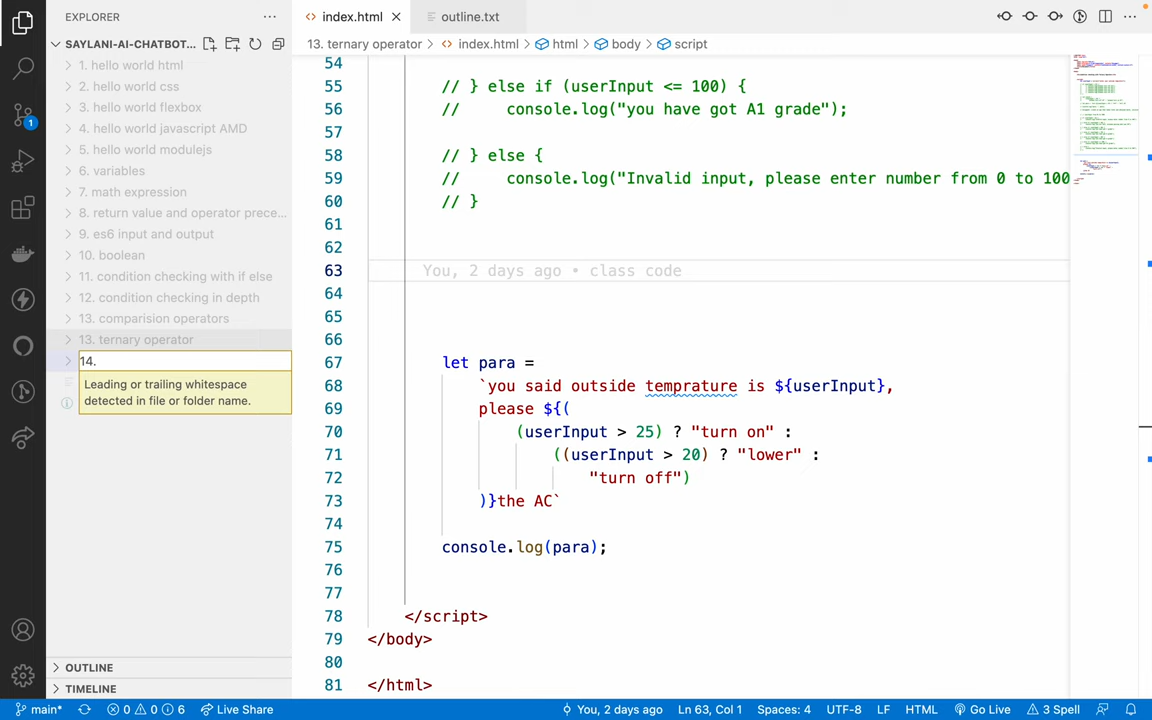 EXPLORER
index.html
outline.txt
SAYLANI-AI-CHATBOT...
13. ternary operator > index.html > html > body > script
1. hello world html
2. hello world css
3. hello world flexbox
4. hello world javascript AMD
5. hello world modulejs
6. variables
7. math expression
8. return value and operator prece...
9. es6 input and output
10. boolean
11. condition checking with if else
12. condition checking in depth
13. comparision operators
13. ternary operator
14.
Leading or trailing whitespace
detected in file or folder name.
OUTLINE
TIMELINE
1
54
55 // } else if (userInput <= 100) {
56 //     console.log("you have got A1 grade");
57
58 // } else {
59 //     console.log("Invalid input, please enter number from 0 to 100
60 // }
61
62
63 You, 2 days ago • class code
64
65
66
67 let para =
68 `you said outside temprature is ${userInput},
69 please ${(
70 (userInput > 25) ? "turn on" :
71 ((userInput > 20) ? "lower" :
72 "turn off")
73 )}the AC`
74
75 console.log(para);
76
77
78 </script>
79 </body>
80
81 </html>
main* 0 0 6 Live Share You, 2 days ago Ln 63, Col 1 Spaces: 4 UTF-8 LF HTML Go Live 3 Spell